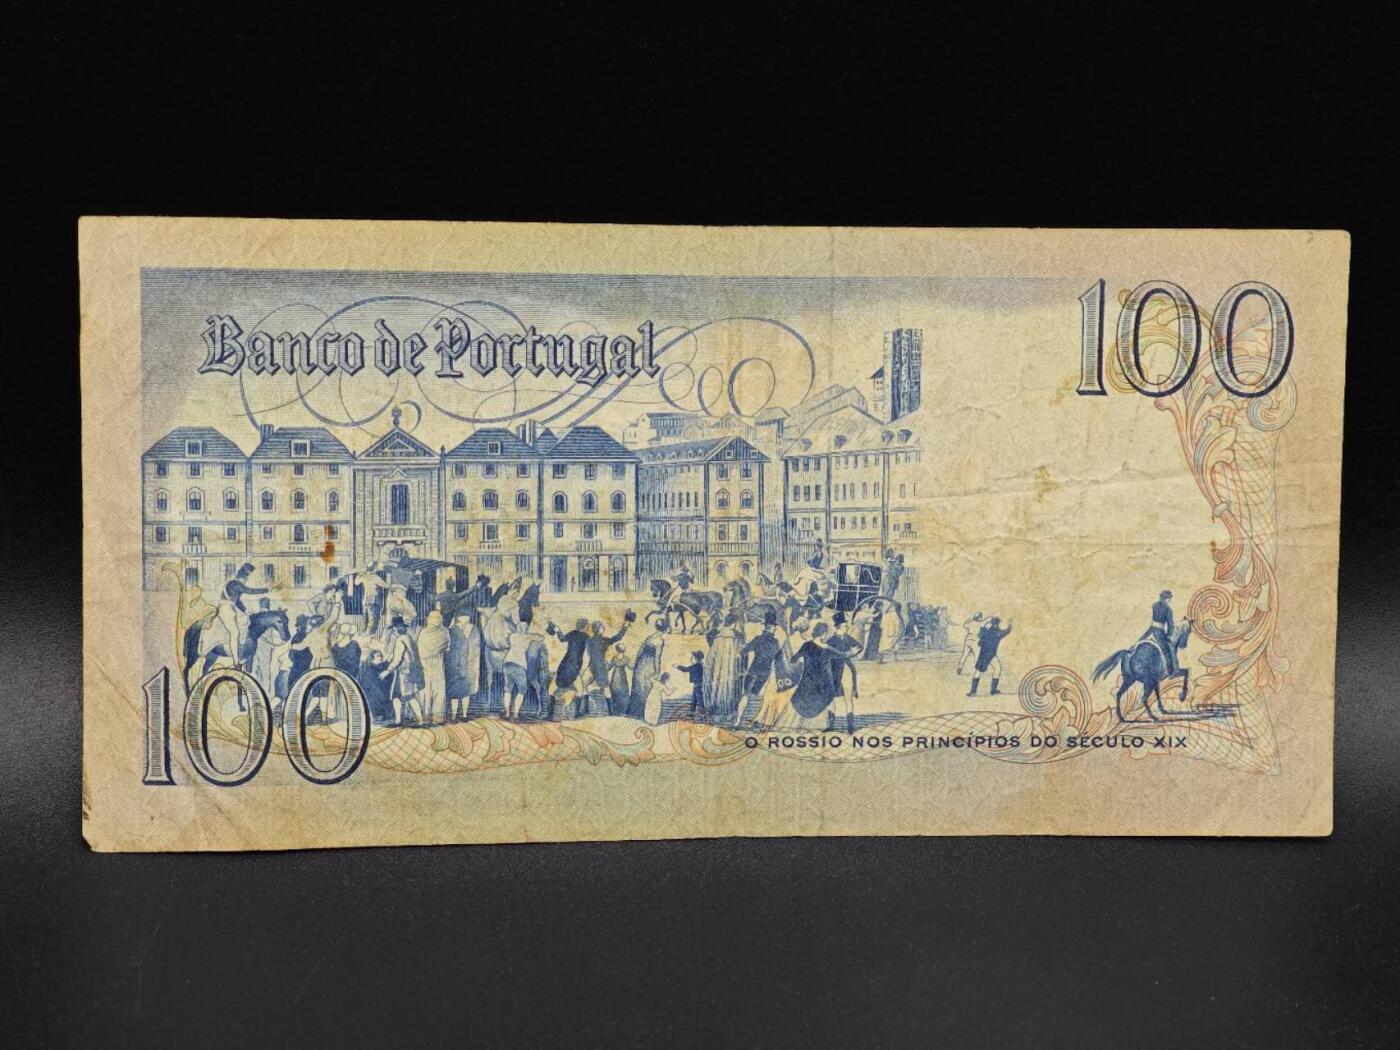 100
Banco de Portugal
100
O ROSSIO NOS PRINCÍPIOS DO SÉCULO XIX